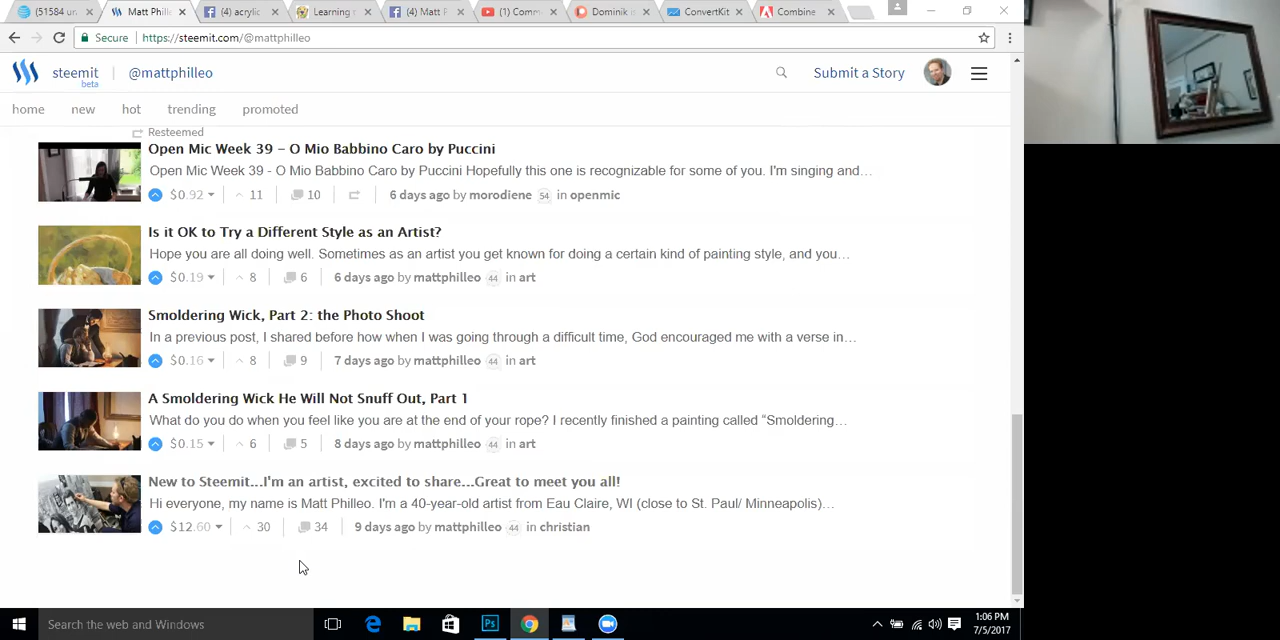 (51584 un
Matt Phill
(4) acrylic
Learning
(4) Matt P
(1) Comm
Dominik i
ConvertKit
Combine
Secure
https://steemit.com/@mattphilleo
steemit
beta
@mattphilleo
Submit a Story
home new hot trending promoted
Resteemed
Open Mic Week 39 – O Mio Babbino Caro by Puccini
Open Mic Week 39 - O Mio Babbino Caro by Puccini Hopefully this one is recognizable for some of you. I'm singing and…
$0.92 11 10 6 days ago by morodiene 54 in openmic
Is it OK to Try a Different Style as an Artist?
Hope you are all doing well. Sometimes as an artist you get known for doing a certain kind of painting style, and you…
$0.19 8 6 6 days ago by mattphilleo 44 in art
Smoldering Wick, Part 2: the Photo Shoot
In a previous post, I shared before how when I was going through a difficult time, God encouraged me with a verse in…
$0.16 8 9 7 days ago by mattphilleo 44 in art
A Smoldering Wick He Will Not Snuff Out, Part 1
What do you do when you feel like you are at the end of your rope? I recently finished a painting called “Smoldering…
$0.15 6 5 8 days ago by mattphilleo 44 in art
New to Steemit...I'm an artist, excited to share...Great to meet you all!
Hi everyone, my name is Matt Philleo. I'm a 40-year-old artist from Eau Claire, WI (close to St. Paul/ Minneapolis)…
$12.60 30 34 9 days ago by mattphilleo 44 in christian
Search the web and Windows
Ps
1:06 PM
7/5/2017